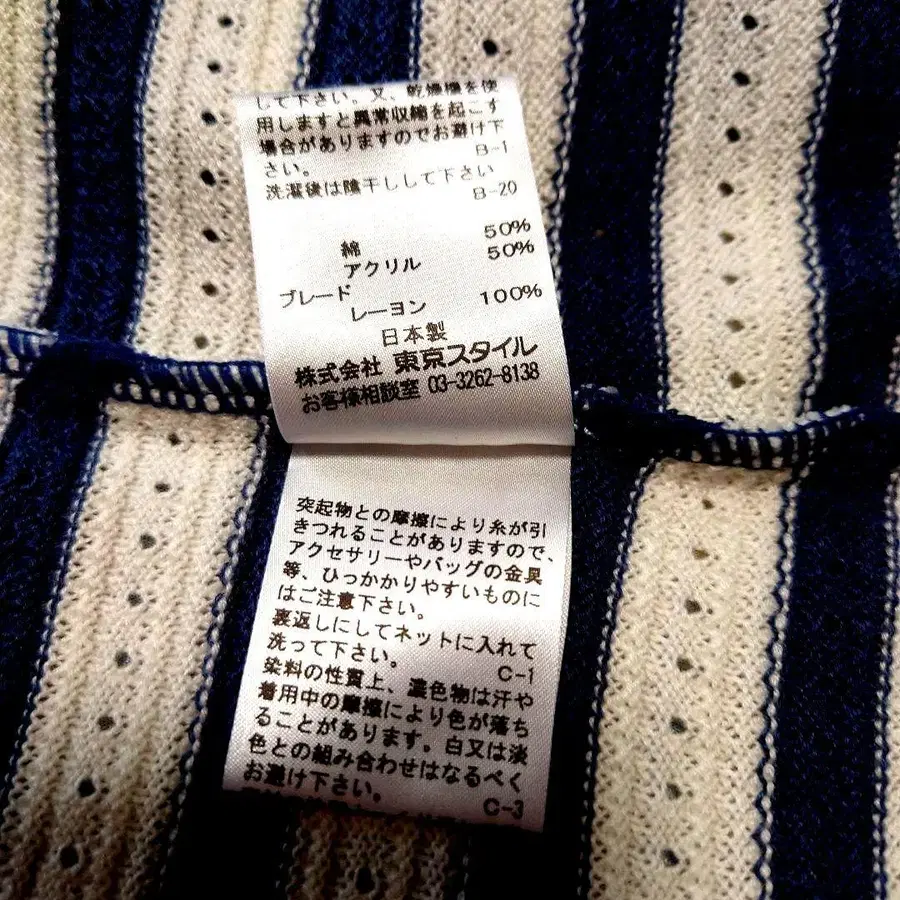 して下さい。又、乾燥機を使
用しますと異常収縮を起こす
場合がありますのでお避け下
さい。 B-1
洗濯後は陰干しして下さい
B-20
綿 50%
アクリル 50%
ブレード
レーヨン 100%
日本製
株式会社 東京スタイル
お客様相談室 03-3262-8138
突起物との摩擦により糸が引
きつれることがありますので、
アクセサリーやバッグの金具
等、ひっかかりやすいものに
はご注意下さい。
裏返しにしてネットに入れて
洗って下さい。 C-1
染料の性質上、濃色物は汗や
着用中の摩擦により色が落ち
ることがあります。白又は淡
色との組み合わせはなるべく
お避け下さい。 C-3